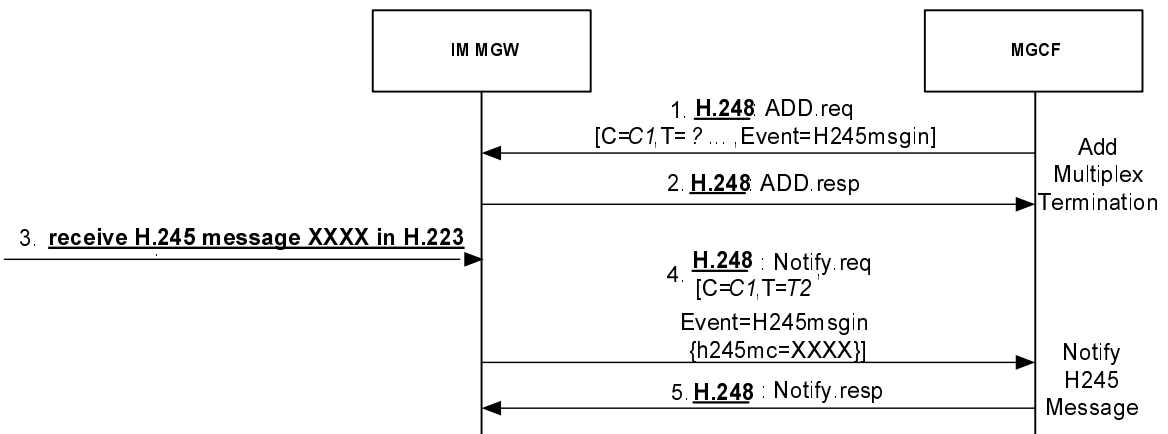 IM MGW
MGCF
1. H.248: ADD.req
[C=C1,T= ? ... ,Event=H245msgin]
Add
Multiplex
Termination
2. H.248: ADD.resp
3. receive H.245 message XXXX in H.223
4. H.248 : Notify.req
[C=C1,T=T2
Event=H245msgin
{h245mc=XXXX}]
Notify
H245
Message
5. H.248 : Notify.resp